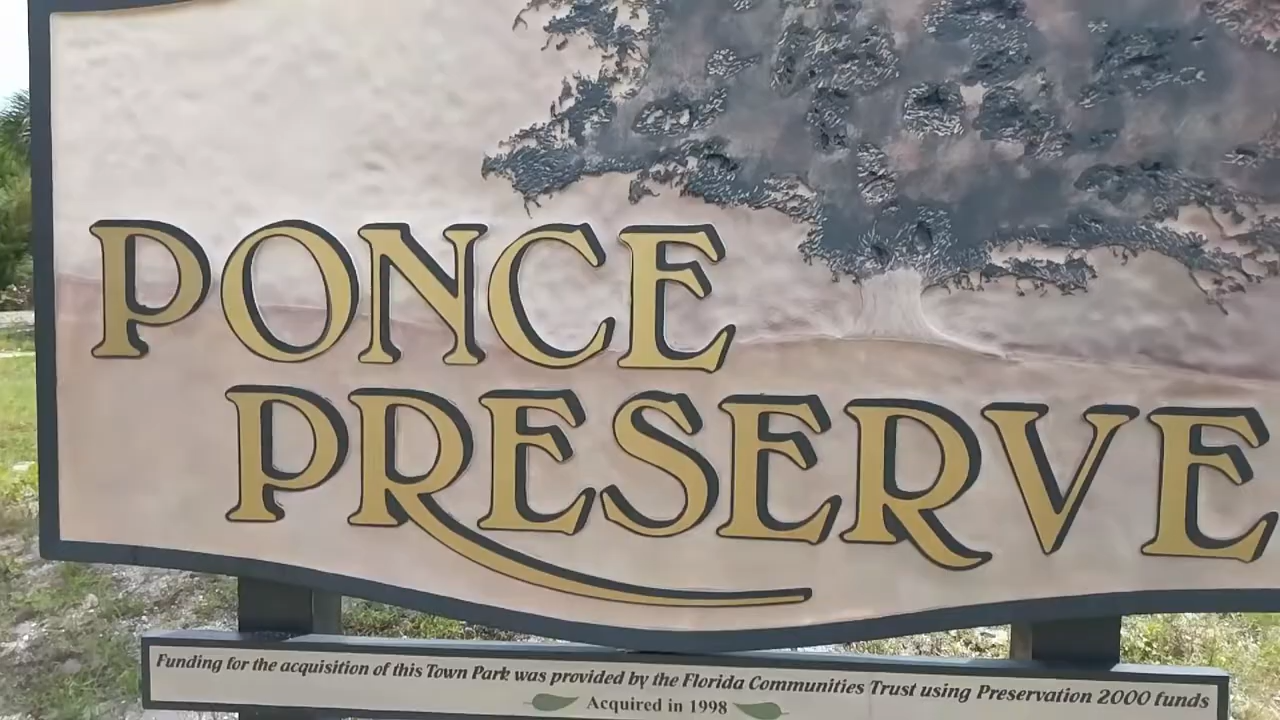 PONCE
PRESERVE
Funding for the acquisition of this Town Park was provided by the Florida Communities Trust using Preservation 2000 funds
Acquired in 1998